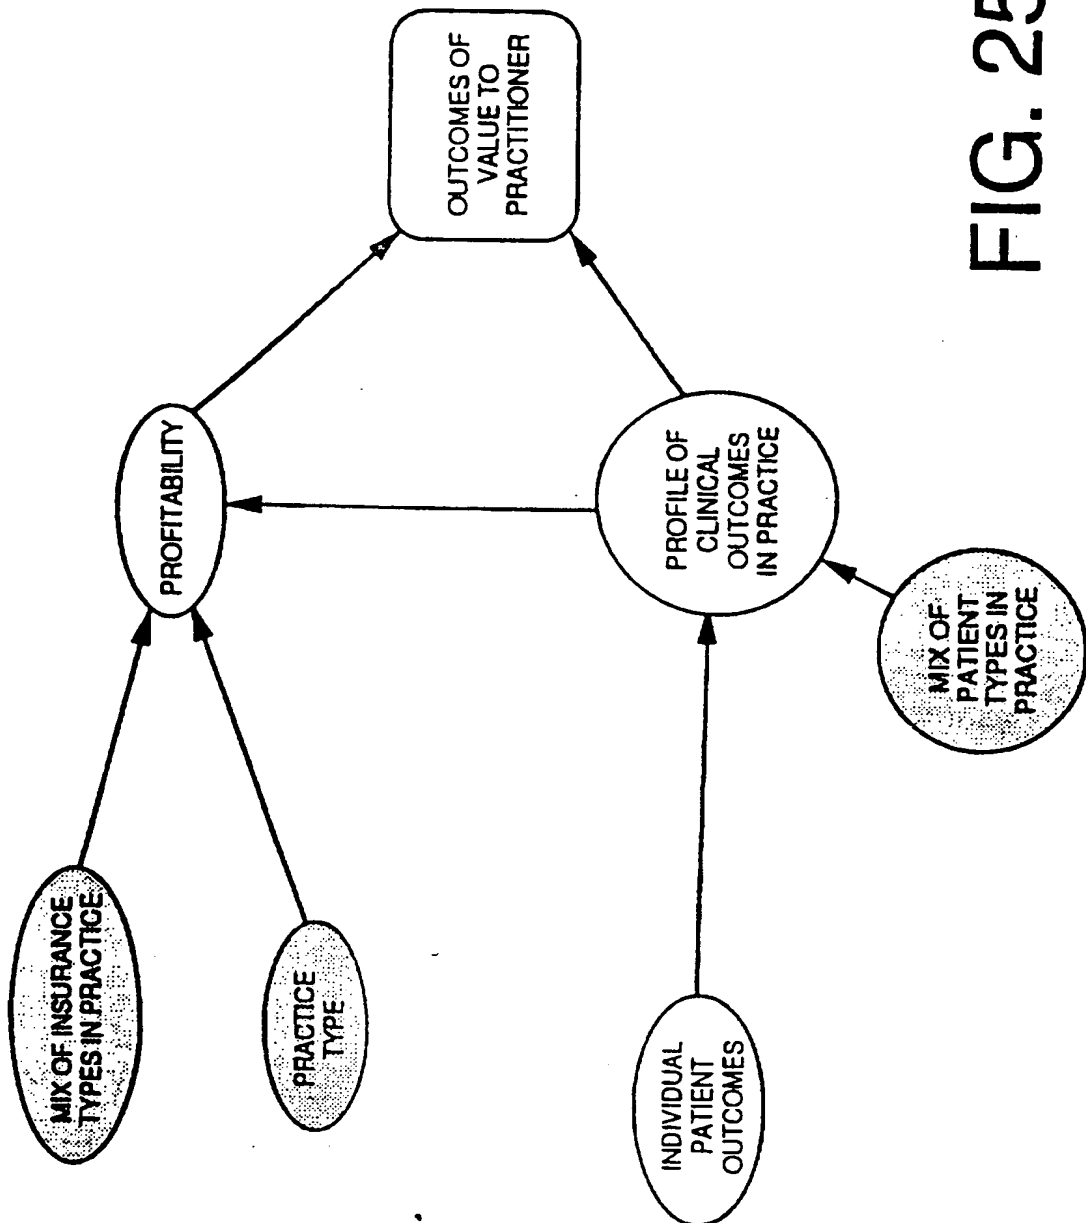 MIX OF INSURANCE
TYPES IN PRACTICE
PRACTICE
TYPE
INDIVIDUAL
PATIENT
OUTCOMES
PROFITABILITY
PROFILE OF
CLINICAL
OUTCOMES
IN PRACTICE
MIX OF
PATIENT
TYPES IN
PRACTICE
OUTCOMES OF
VALUE TO
PRACTITIONER
FIG. 25